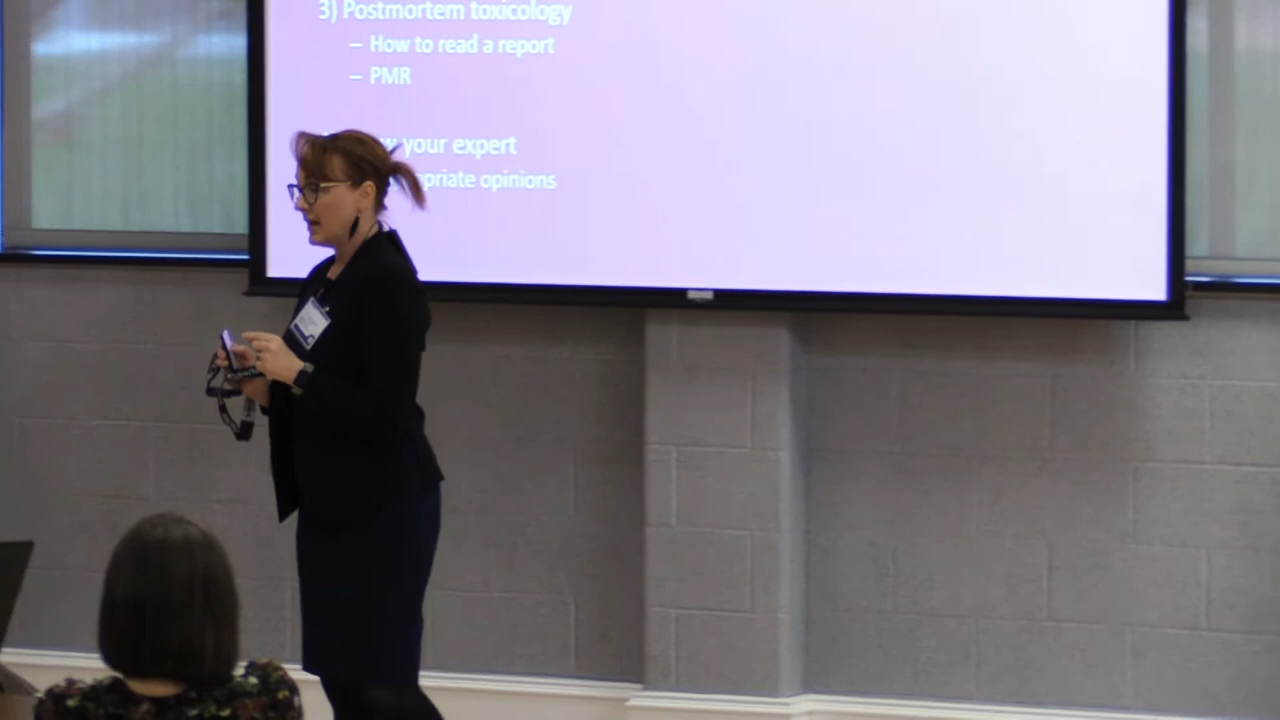 3) Postmortem toxicology
– How to read a report
– PMR
your expert
opinions